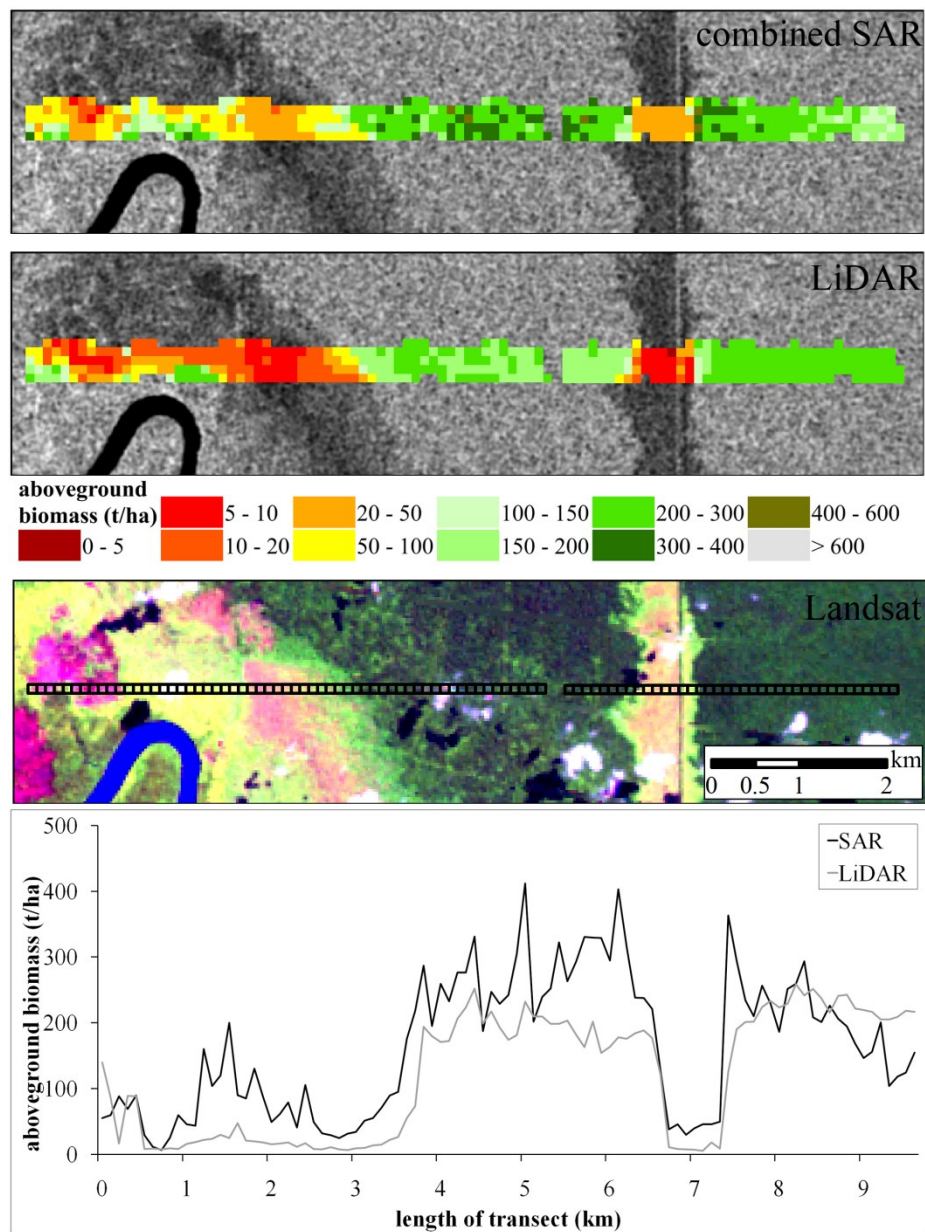 combined SAR
LiDAR
aboveground
biomass (t/ha)
5 - 10
20 - 50
100 - 150
200 - 300
400 - 600
0 - 5
10 - 20
50 - 100
150 - 200
300 - 400
> 600
Landsat
km
0 0.5 1 2
aboveground biomass (t/ha)
500
400
300
200
100
0
SAR
LiDAR
0 1 2 3 4 5 6 7 8 9
length of transect (km)